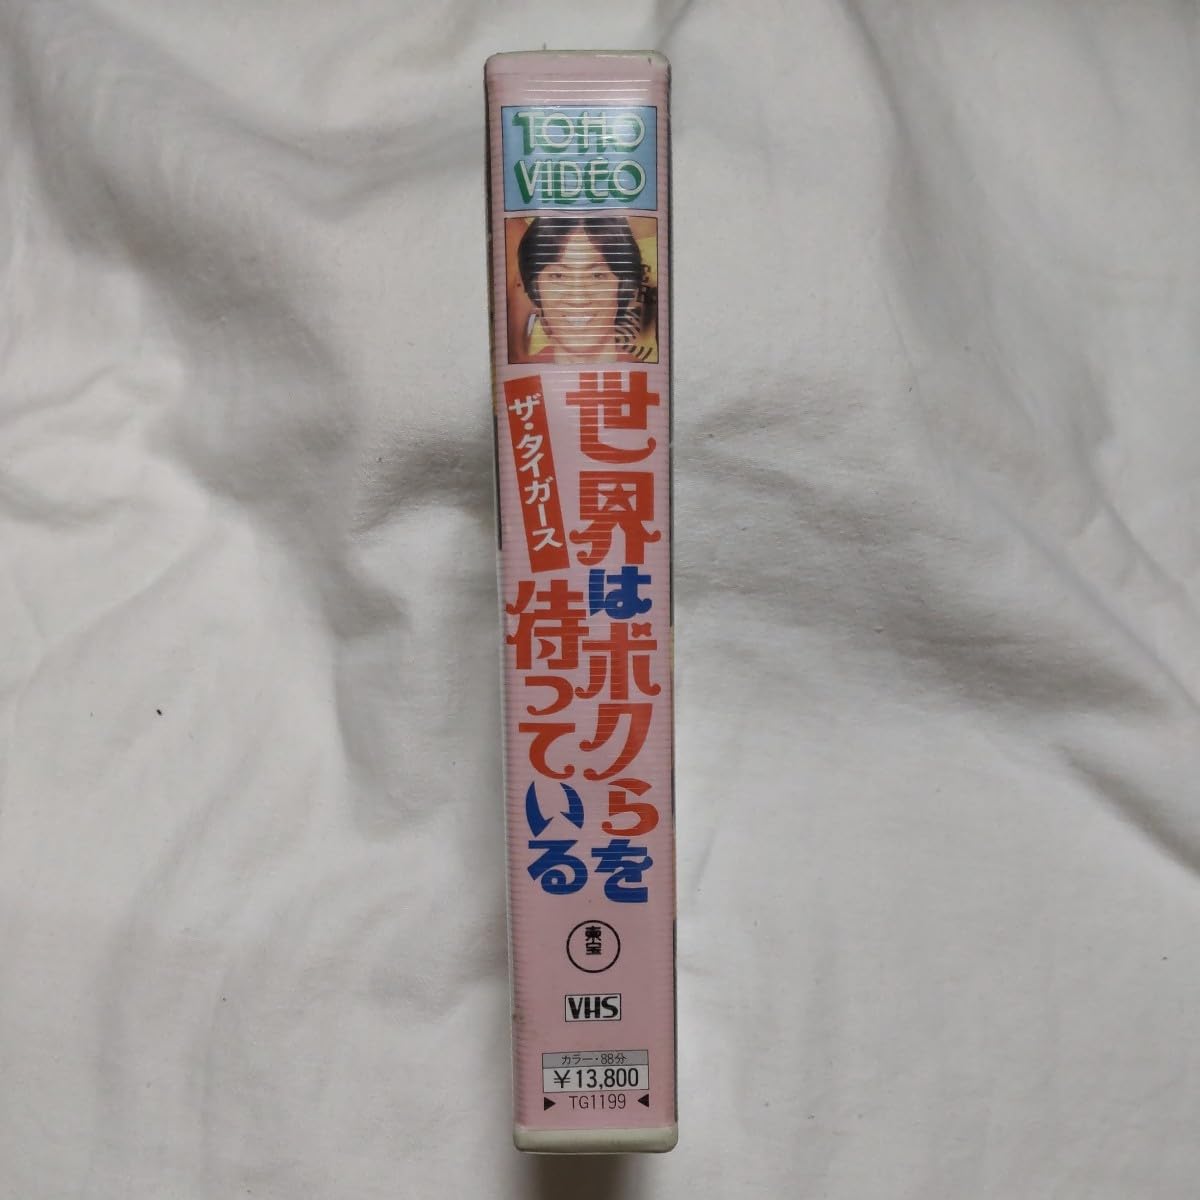 TOHO
VIDEO
ザ・タイガース
世界はボクらを
待っている
東宝
VHS
カラー・88分
¥13,800
▶ TG1199 ◀